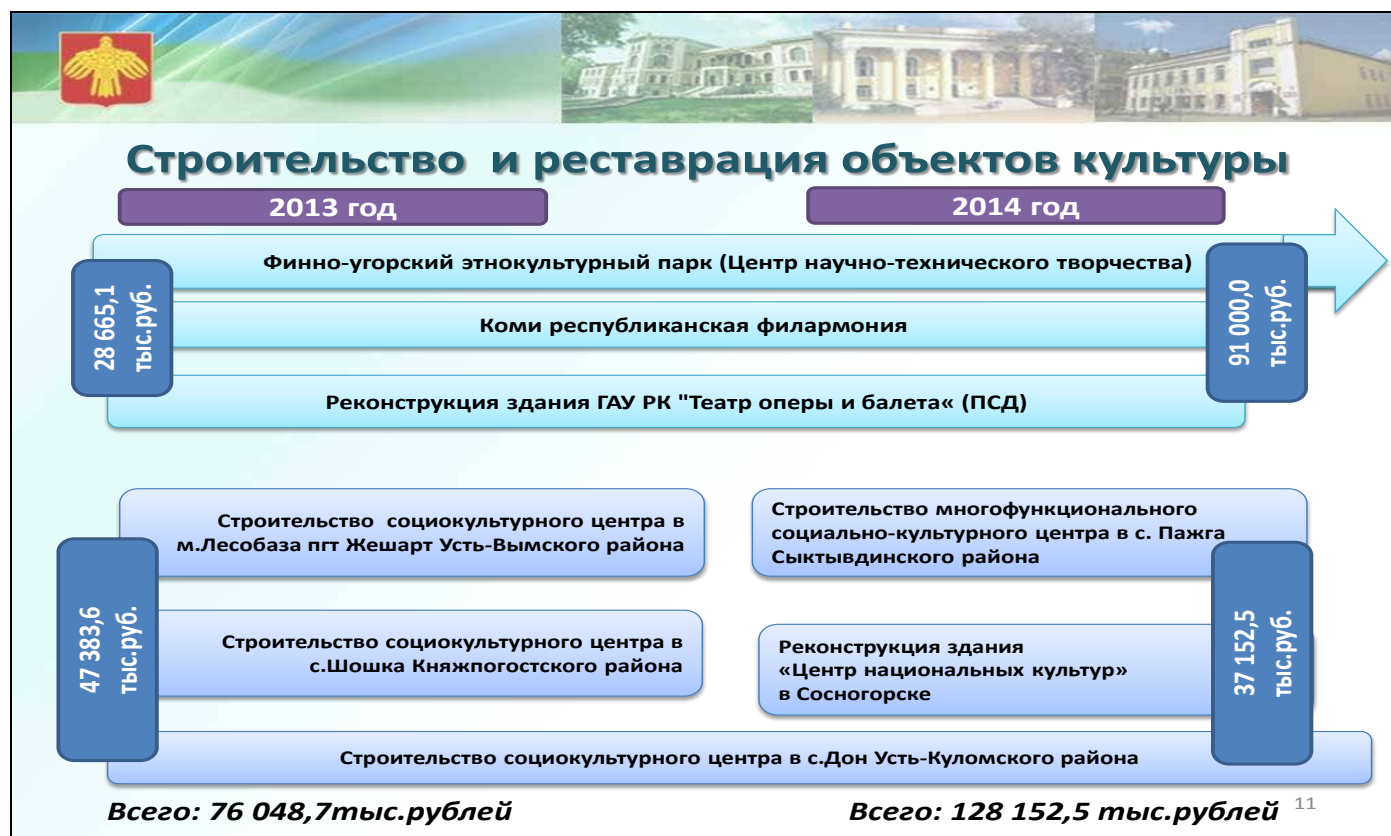 Строительство и реставрация объектов культуры
2013 год
2014 год
28 665,1
тыс.руб.
Финно-угорский этнокультурный парк (Центр научно-технического творчества)
Коми республиканская филармония
Реконструкция здания ГАУ РК "Театр оперы и балета« (ПСД)
91 000,0
тыс.руб.
47 383,6
тыс.руб.
Строительство социокультурного центра в
м.Лесобаза пгт Жешарт Усть-Вымского района
Строительство социокультурного центра в
с.Шошка Княжпогостского района
Строительство многофункционального
социально-культурного центра в с. Пажга
Сыктывдинского района
Реконструкция здания
«Центр национальных культур»
в Сосногорске
37 152,5
тыс.руб.
Строительство социокультурного центра в с.Дон Усть-Куломского района
Всего: 76 048,7тыс.рублей
Всего: 128 152,5 тыс.рублей
11